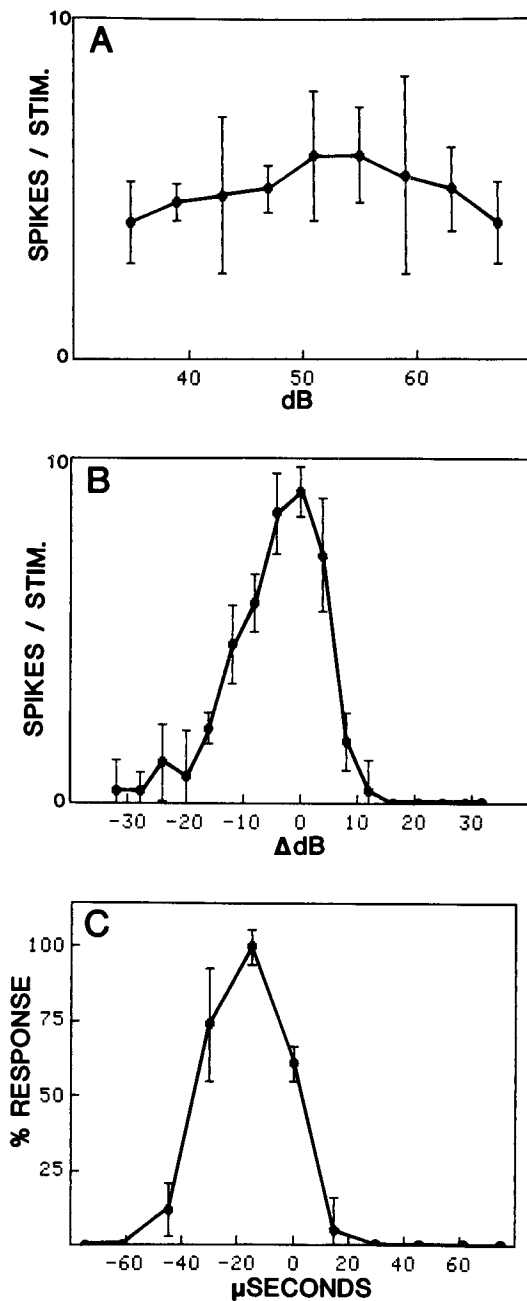 A
10
SPIKES / STIM.
0
40 50 60
dB
B
10
SPIKES / STIM.
0
-30 -20 -10 0 10 20 30
ΔdB
C
100
75
50
25
% RESPONSE
-60 -40 -20 0 20 40 60
µSECONDS